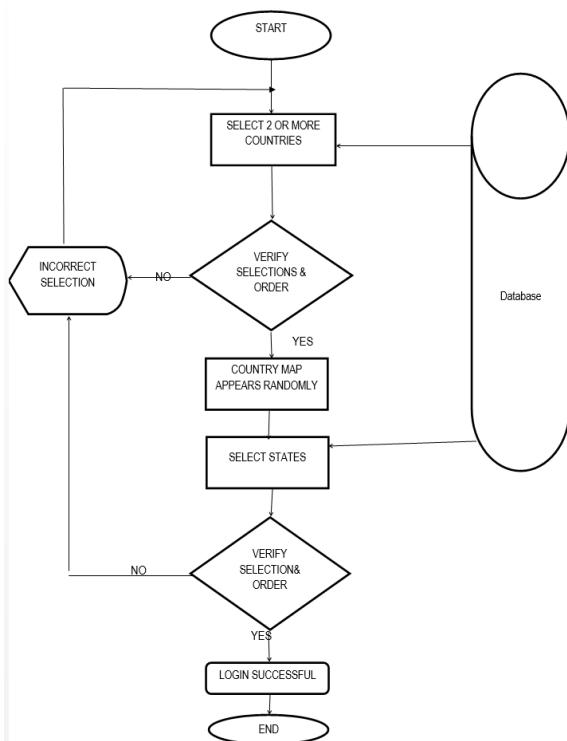 START
SELECT 2 OR MORE
COUNTRIES
VERIFY
SELECTIONS &
ORDER
INCORRECT
SELECTION
NO
Database
YES
COUNTRY MAP
APPEARS RANDOMLY
SELECT STATES
VERIFY
SELECTION&
ORDER
NO
YES
LOGIN SUCCESSFUL
END